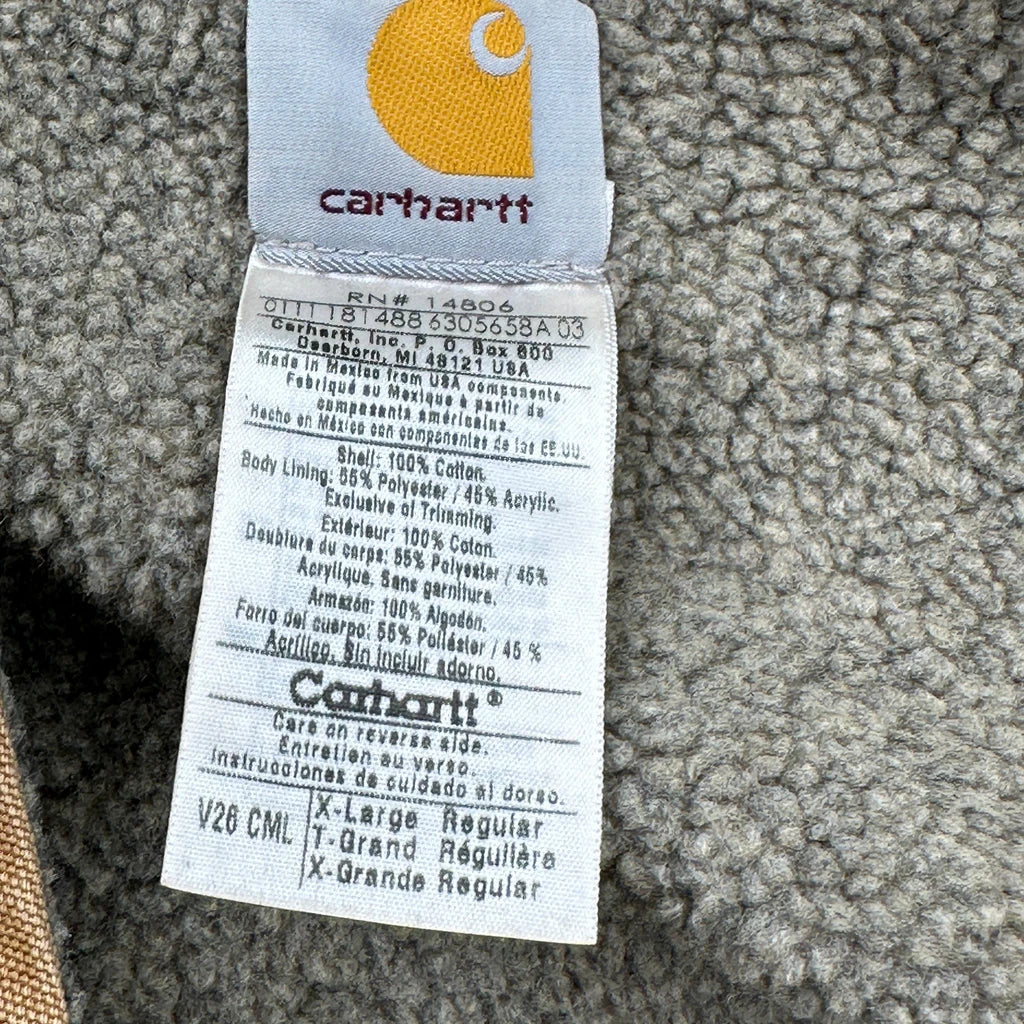 carhartt
RN# 14806
0111 181488 6305658A 03
Carhartt, Inc. P. O. Box 600
Dearborn, MI 48121 USA
Made in Mexico from USA components.
Fabriqué au Mexique à partir de
composants américains.
Hecho en México con componentes de los EE.UU.
Shell: 100% Cotton.
Body Lining: 55% Polyester / 45% Acrylic.
Exclusive of Trimming.
Extérieur: 100% Coton.
Doublure du corps: 55% Polyester / 45%
Acrylique. Sans garniture.
Armazón: 100% Algodón.
Forro del cuerpo: 55% Poliéster / 45 %
Acrílico. Sin incluir adorno.
Carhartt®
Care on reverse side.
Entretien au verso.
Instrucciones de cuidado al dorso.
V26 CML
X-Large Regular
T-Grand Régulière
X-Grande Regular